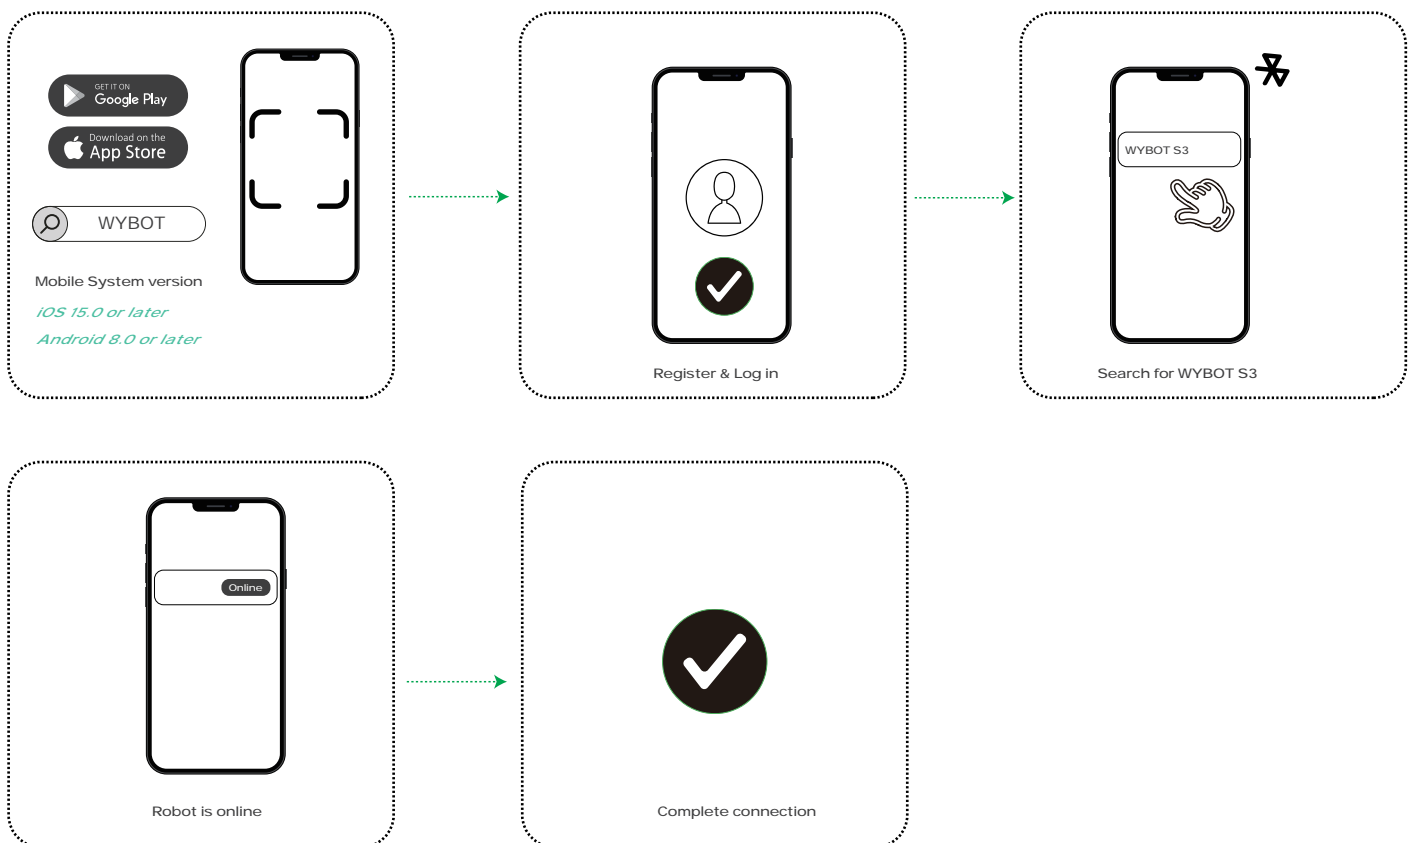 GET IT ON
Google Play
Download on the
App Store
WYBOT
Mobile System version
iOS 15.0 or later
Android 8.0 or later
Register & Log in
WYBOT S3
Search for WYBOT S3
Online
Robot is online
Complete connection